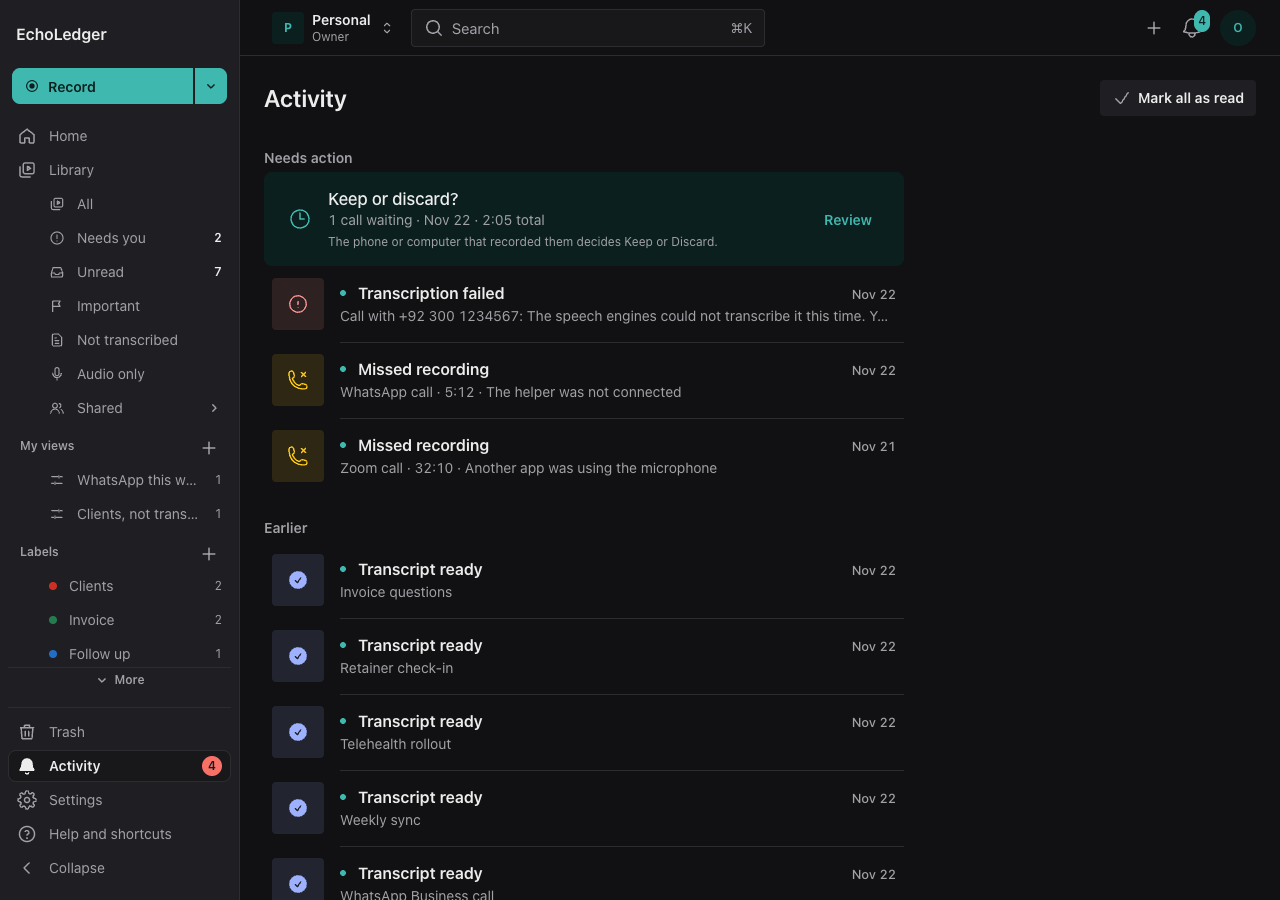 EchoLedger
P
Personal
Owner
Search
⌘K
4
O
Record
Home
Library
All
Needs you 2
Unread 7
Important
Not transcribed
Audio only
Shared
My views
WhatsApp this w... 1
Clients, not trans... 1
Labels
Clients 2
Invoice 2
Follow up 1
More
Trash
Activity 4
Settings
Help and shortcuts
Collapse
Activity
Mark all as read
Needs action
Keep or discard?
1 call waiting · Nov 22 · 2:05 total
Review
The phone or computer that recorded them decides Keep or Discard.
Transcription failed Nov 22
Call with +92 300 1234567: The speech engines could not transcribe it this time. Y...
Missed recording Nov 22
WhatsApp call · 5:12 · The helper was not connected
Missed recording Nov 21
Zoom call · 32:10 · Another app was using the microphone
Earlier
Transcript ready Nov 22
Invoice questions
Transcript ready Nov 22
Retainer check-in
Transcript ready Nov 22
Telehealth rollout
Transcript ready Nov 22
Weekly sync
Transcript ready Nov 22
WhatsApp Business call